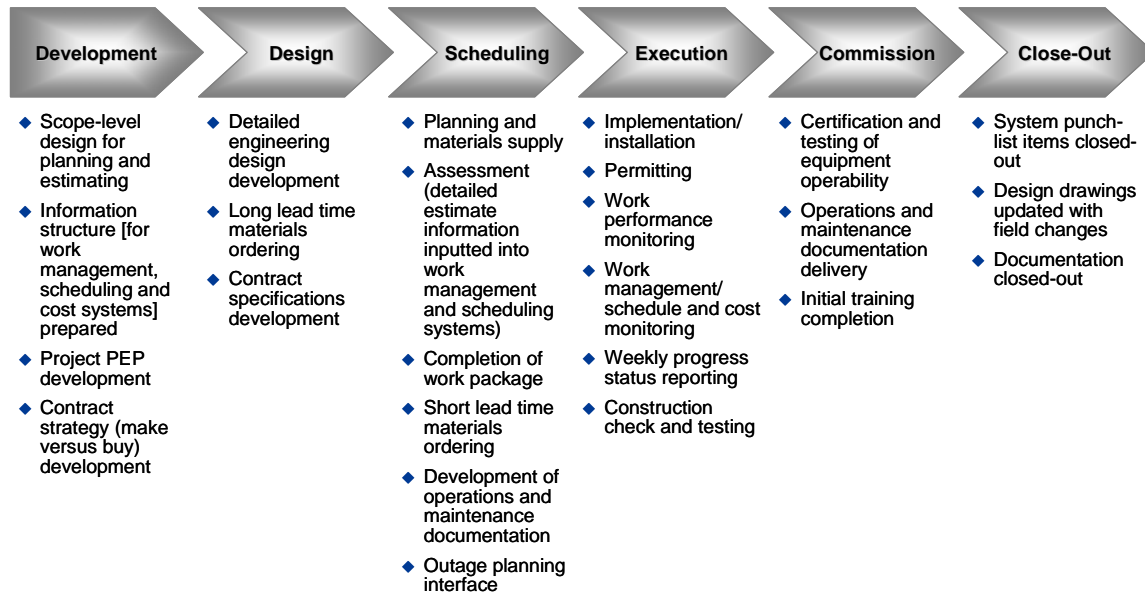 Development
Design
Scheduling
Execution
Commission
Close-Out
Scope-level
design for
planning and
estimating
Information
structure [for
work
management,
scheduling and
cost systems]
prepared
Project PEP
development
Contract
strategy (make
versus buy)
development
Detailed
engineering
design
development
Long lead time
materials
ordering
Contract
specifications
development
Planning and
materials supply
Assessment
(detailed
estimate
information
inputted into
work
management
and scheduling
systems)
Completion of
work package
Short lead time
materials
ordering
Development of
operations and
maintenance
documentation
Outage planning
interface
Implementation/
installation
Permitting
Work
performance
monitoring
Work
management/
schedule and cost
monitoring
Weekly progress
status reporting
Construction
check and testing
Certification and
testing of
equipment
operability
Operations and
maintenance
documentation
delivery
Initial training
completion
System punch-
list items closed-
out
Design drawings
updated with
field changes
Documentation
closed-out